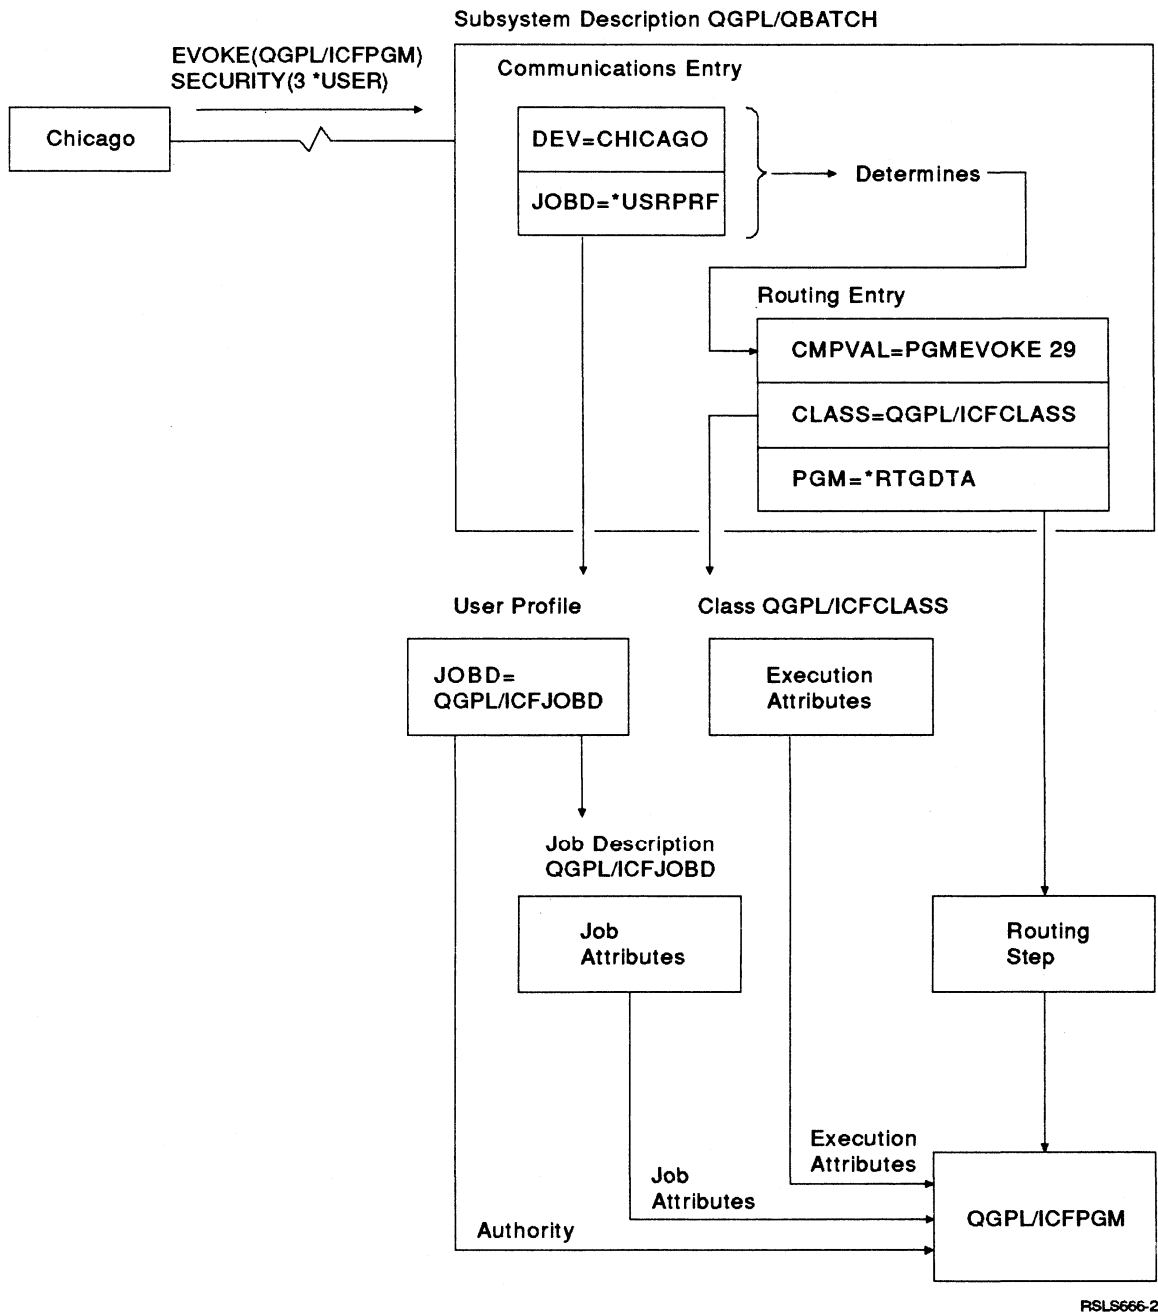 Subsystem Description QGPL/QBATCH
EVOKE(QGPL/ICFPGM)
SECURITY(3 *USER)
Communications Entry
Chicago
DEV=CHICAGO
JOBD=*USRPRF
Determines
Routing Entry
CMPVAL=PGMEVOKE 29
CLASS=QGPL/ICFCLASS
PGM=*RTGDTA
User Profile
Class QGPL/ICFCLASS
JOBD=
QGPL/ICFJOBD
Execution
Attributes
Job Description
QGPL/ICFJOBD
Job
Attributes
Routing
Step
Execution
Attributes
Job
Attributes
Authority
QGPL/ICFPGM
RSLS666-2